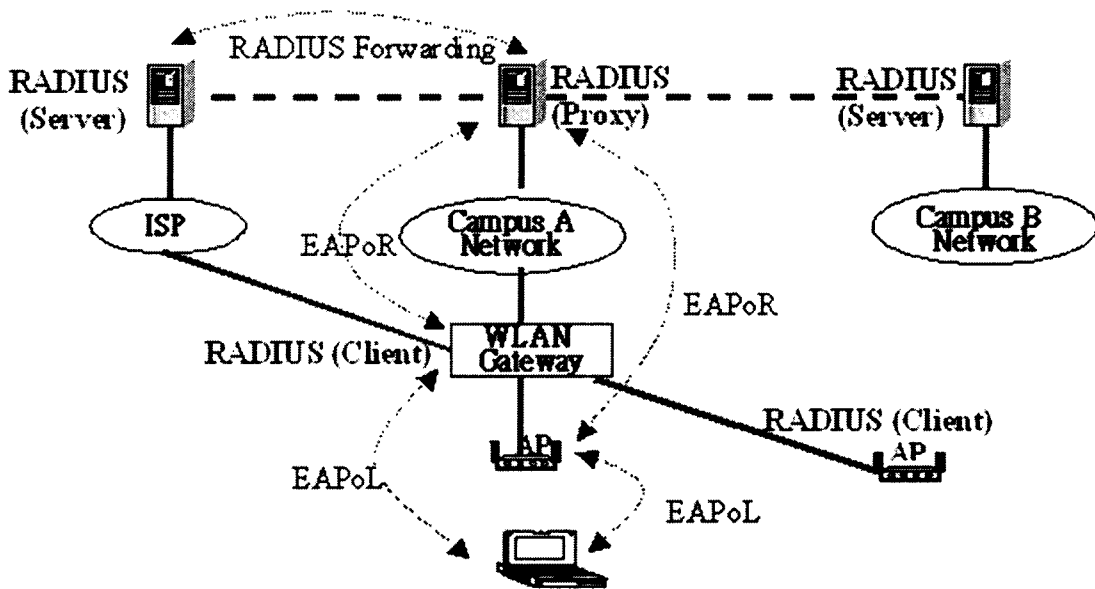 RADIUS Forwarding
RADIUS
(Server)
RADIUS
(Proxy)
RADIUS
(Server)
ISP
Campus A
Network
Campus B
Network
EAPoR
EAPoR
WLAN
Gateway
RADIUS (Client)
RADIUS (Client)
AP
AP
EAPoL
EAPoL